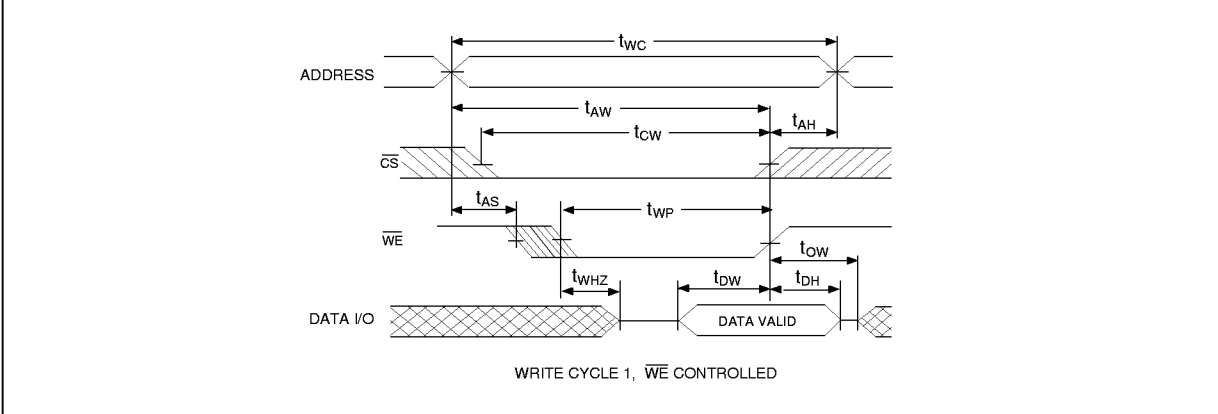 tWC
ADDRESS
tAW
tCW
tAH
CS
tAS
tWP
WE
tOW
tWHZ
tDW
tDH
DATA I/O
DATA VALID
WRITE CYCLE 1, WE CONTROLLED